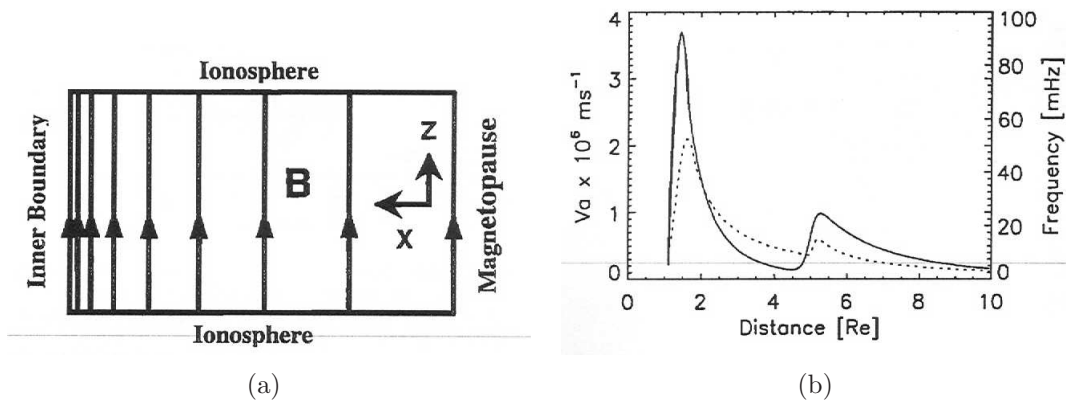 Ionosphere
Inner Boundary
B
Z
X
Magnetopause
Ionosphere
(a)
Va x 10⁶ ms⁻¹
4
3
2
1
0
100
80
60
40
20
0
Frequency [mHz]
0 2 4 6 8 10
Distance [Re]
(b)